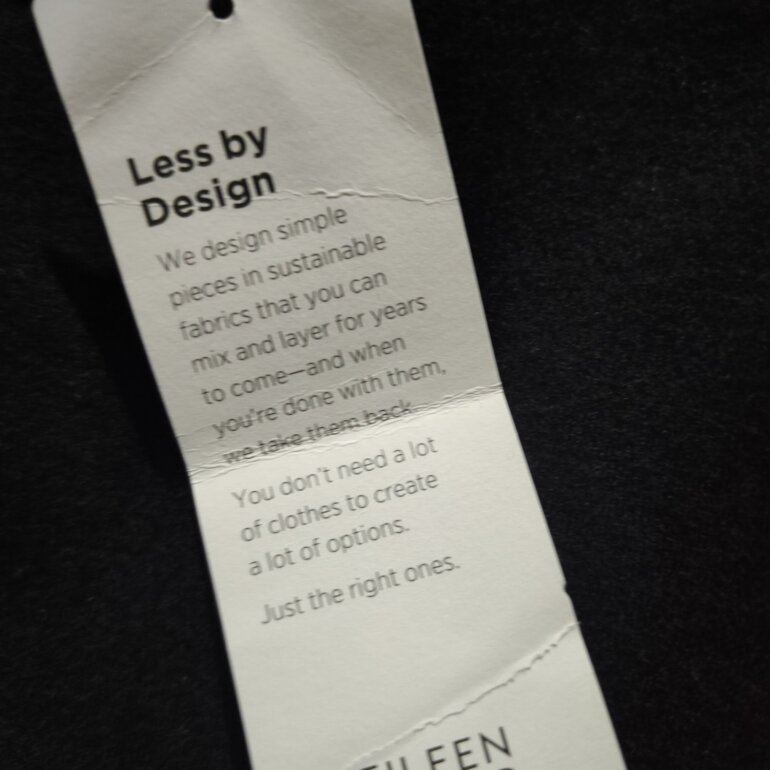 Less by
Design
We design simple
pieces in sustainable
fabrics that you can
mix and layer for years
to come—and when
you're done with them,
we take them back.
You don't need a lot
of clothes to create
a lot of options.
Just the right ones.
EILEEN